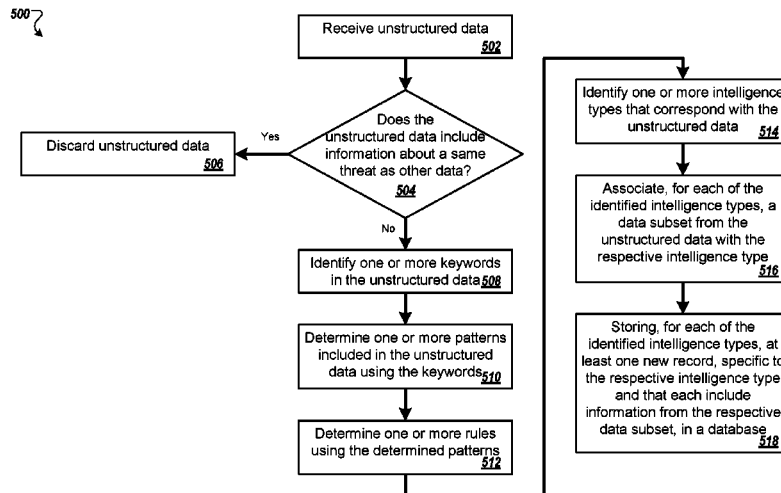 500
Receive unstructured data
502
Does the
unstructured data include
information about a same
threat as other data?
504
Yes
Discard unstructured data
506
No
Identify one or more keywords
in the unstructured data 508
Determine one or more patterns
included in the unstructured
data using the keywords 510
Determine one or more rules
using the determined patterns
512
Identify one or more intelligence
types that correspond with the
unstructured data 514
Associate, for each of the
identified intelligence types, a
data subset from the
unstructured data with the
respective intelligence type
516
Storing, for each of the
identified intelligence types, at
least one new record, specific to
the respective intelligence type
and that each include
information from the respective
data subset, in a database
518